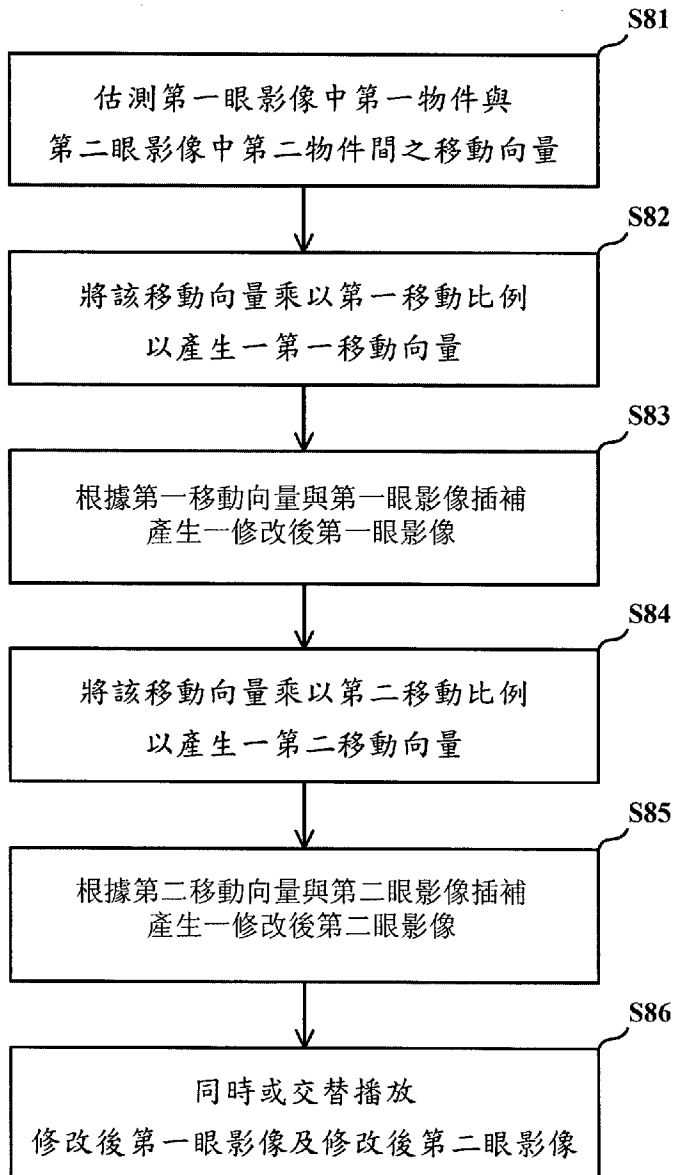 S81
估測第一眼影像中第一物件與
第二眼影像中第二物件間之移動向量
S82
將該移動向量乘以第一移動比例
以產生一第一移動向量
S83
根據第一移動向量與第一眼影像插補
產生一修改後第一眼影像
S84
將該移動向量乘以第二移動比例
以產生一第二移動向量
S85
根據第二移動向量與第二眼影像插補
產生一修改後第二眼影像
S86
同時或交替播放
修改後第一眼影像及修改後第二眼影像